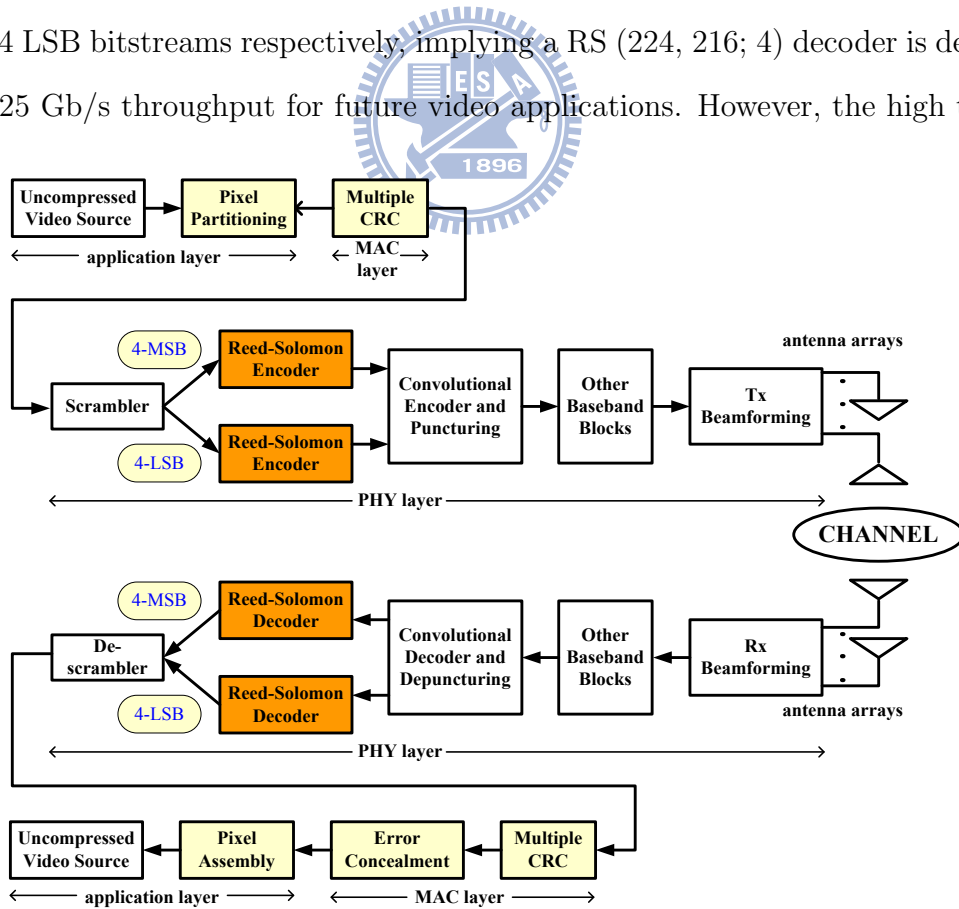 4 LSB bitstreams respectively, implying a RS (224, 216; 4) decoder is de
25 Gb/s throughput for future video applications. However, the high t
E S A
1896
Uncompressed
Video Source
Pixel
Partitioning
Multiple
CRC
application layer
MAC
layer
4-MSB
Reed-Solomon
Encoder
antenna arrays
Scrambler
Convolutional
Encoder and
Puncturing
Other
Baseband
Blocks
Tx
Beamforming
4-LSB
Reed-Solomon
Encoder
PHY layer
CHANNEL
4-MSB
Reed-Solomon
Decoder
De-
scrambler
Convolutional
Decoder and
Depuncturing
Other
Baseband
Blocks
Rx
Beamforming
4-LSB
Reed-Solomon
Decoder
antenna arrays
PHY layer
Uncompressed
Video Source
Pixel
Assembly
Error
Concealment
Multiple
CRC
application layer
MAC layer